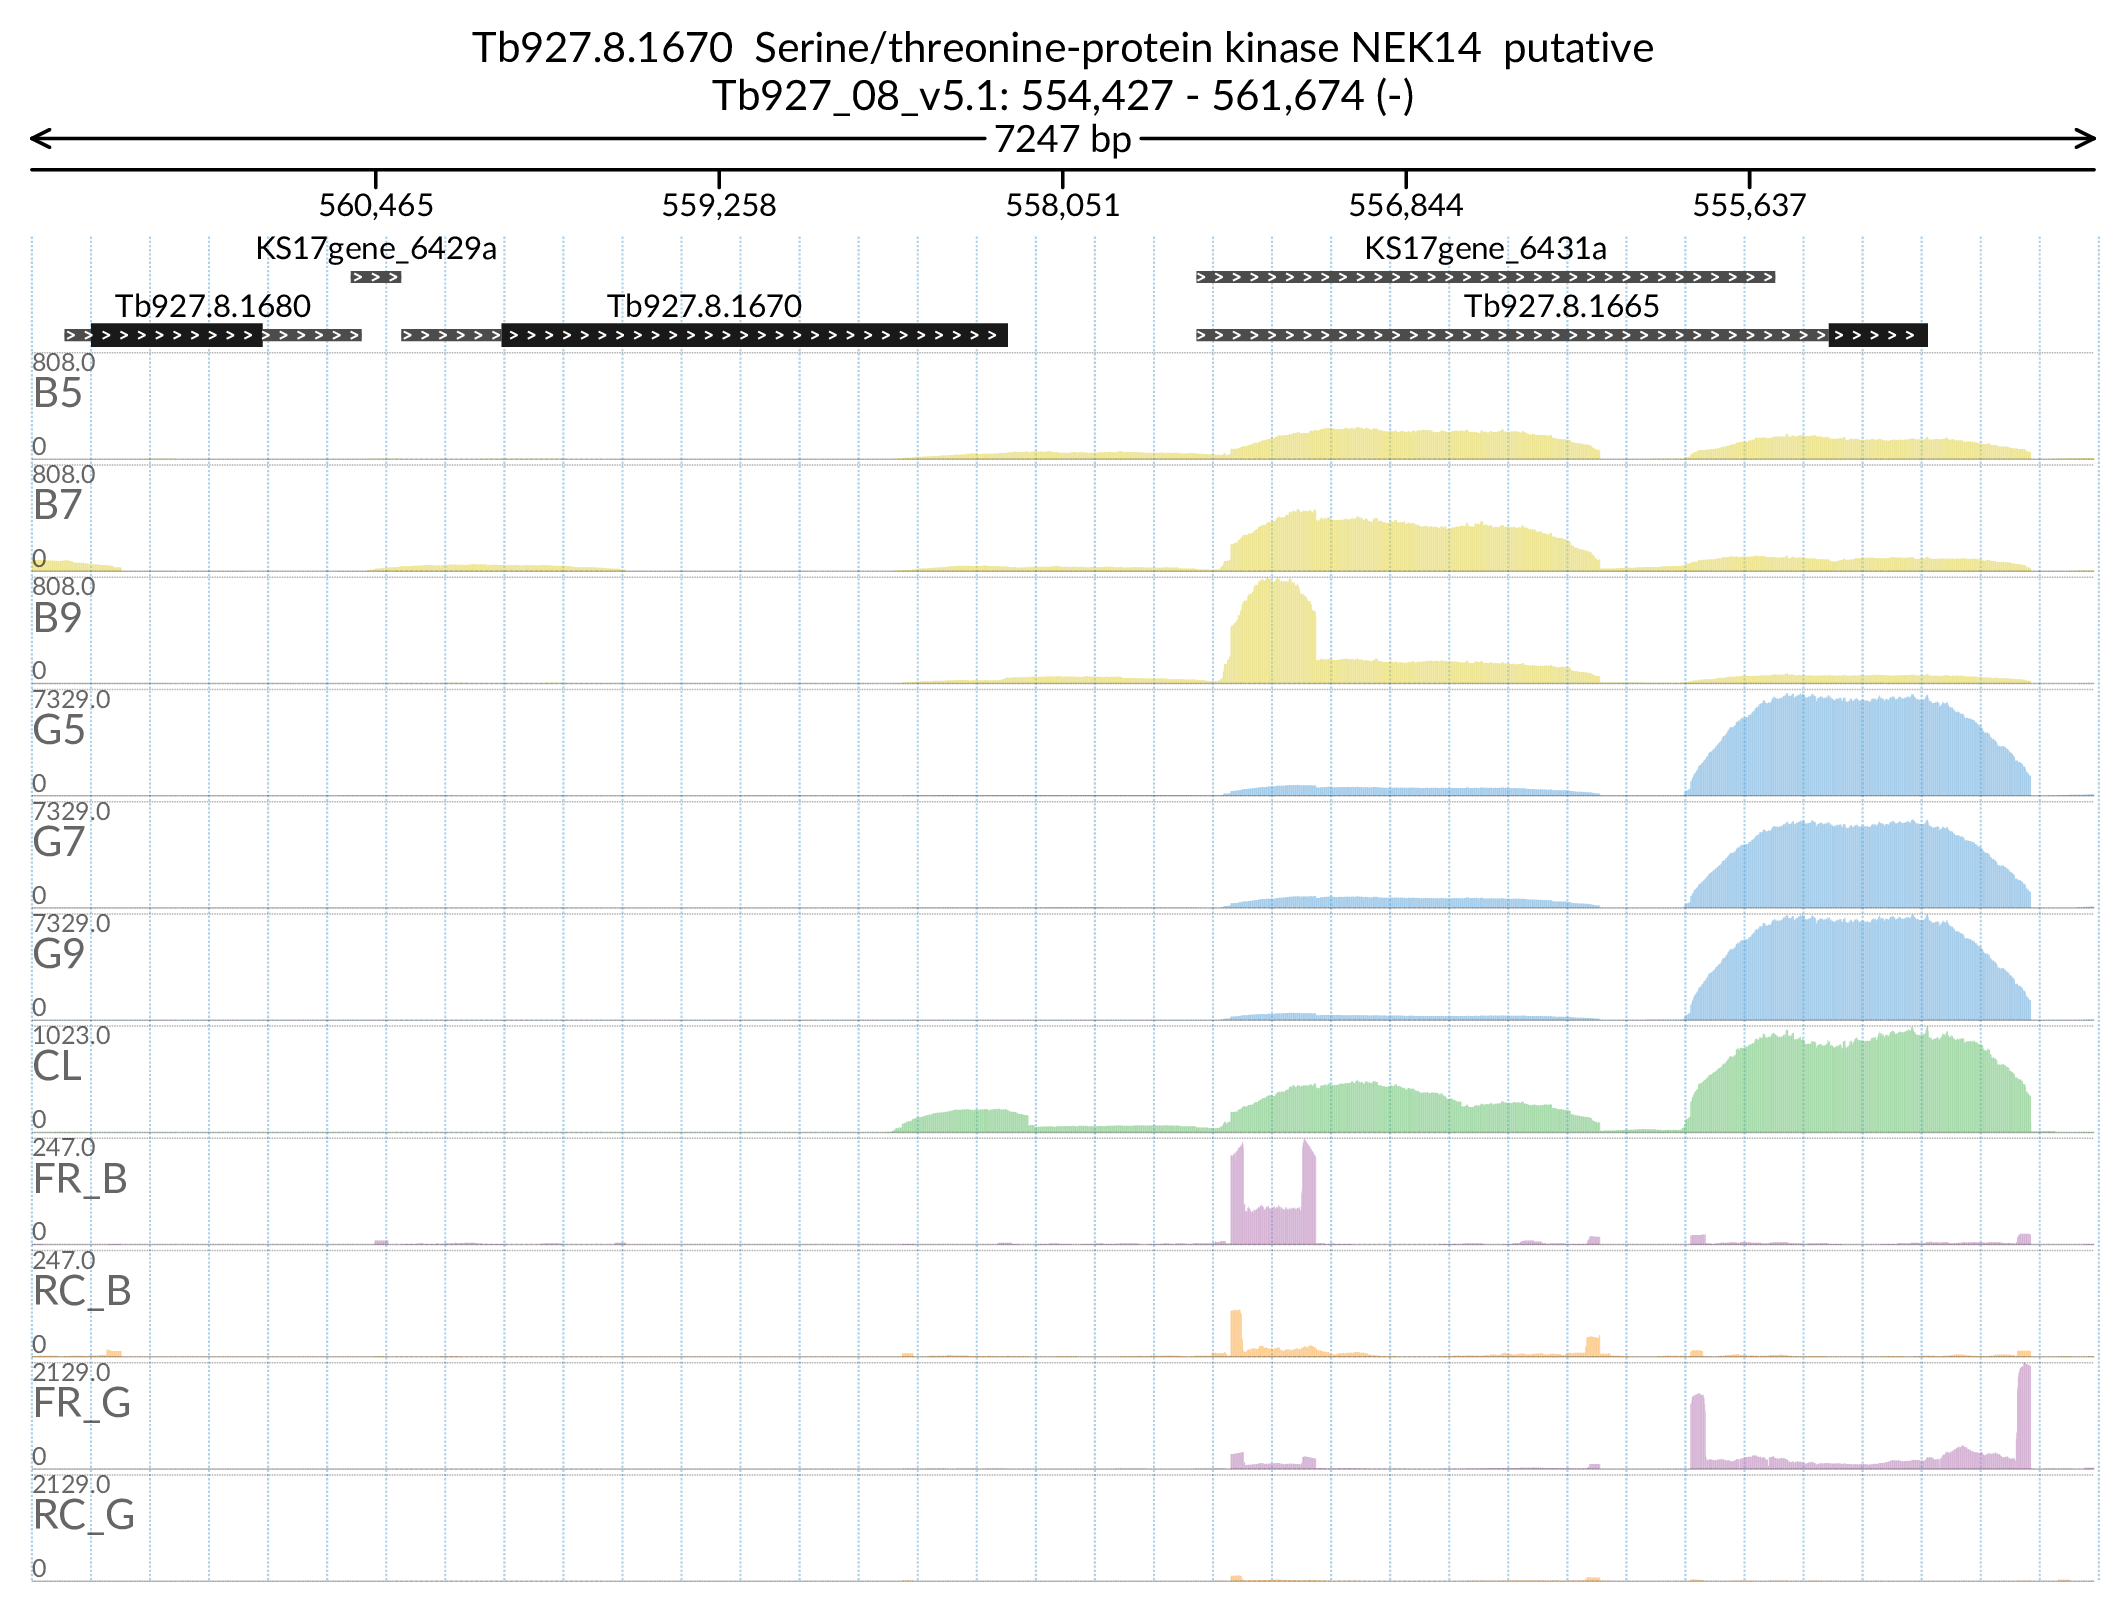 Tb927.8.1670  Serine/threonine-protein kinase NEK14  putative
Tb927_08_v5.1: 554,427 - 561,674 (-)
7247 bp
560,465 559,258 558,051 556,844 555,637
KS17gene_6429a KS17gene_6431a
Tb927.8.1680 Tb927.8.1670 Tb927.8.1665
808.0
B5
0
808.0
B7
0
808.0
B9
0
7329.0
G5
0
7329.0
G7
0
7329.0
G9
0
1023.0
CL
0
247.0
FR_B
0
247.0
RC_B
0
2129.0
FR_G
0
2129.0
RC_G
0